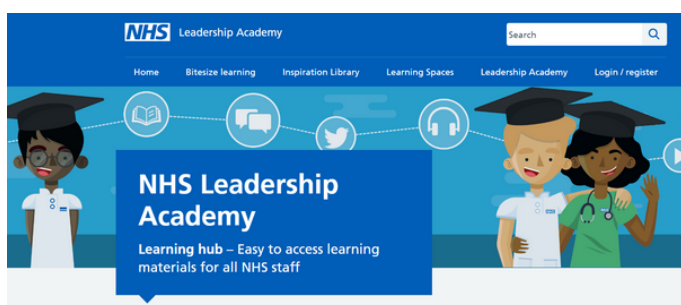 NHS Leadership Academy
Search
Home Bitesize learning Inspiration Library Learning Spaces Leadership Academy Login / register
NHS Leadership
Academy
Learning hub – Easy to access learning
materials for all NHS staff